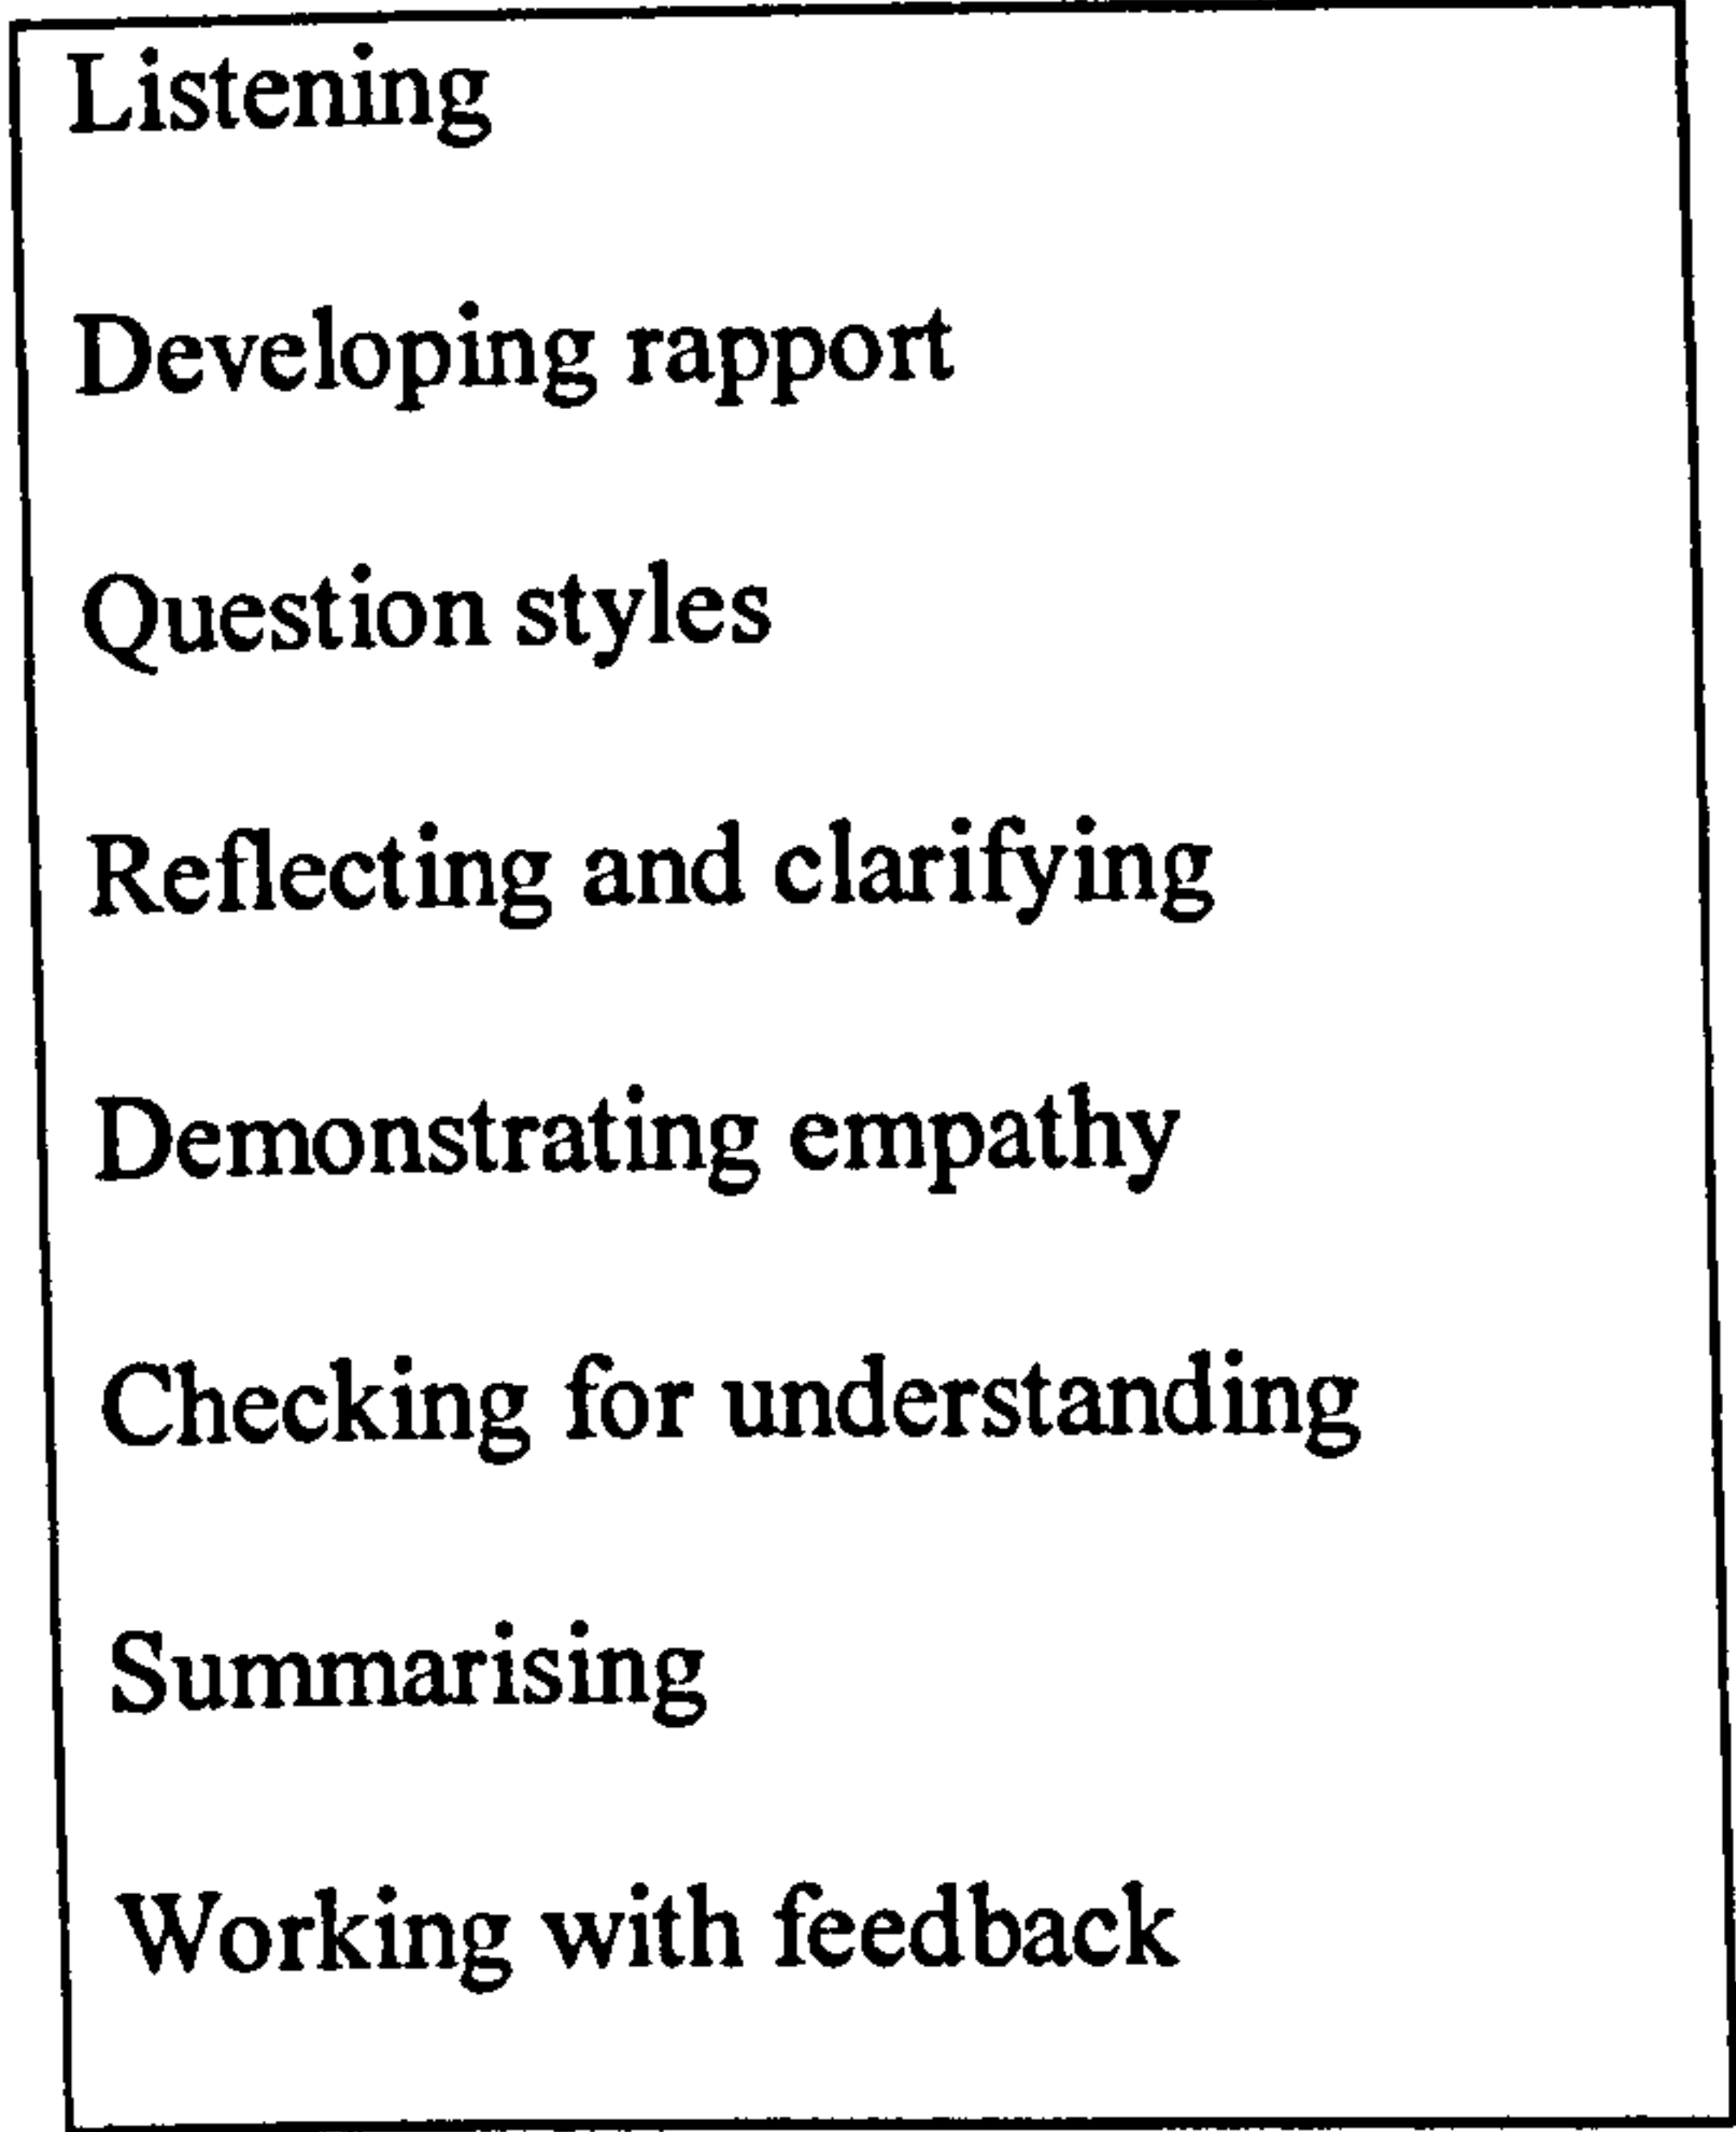 Listening
Developing rapport
Question styles
Reflecting and clarifying
Demonstrating empathy
Checking for understanding
Summarising
Working with feedback